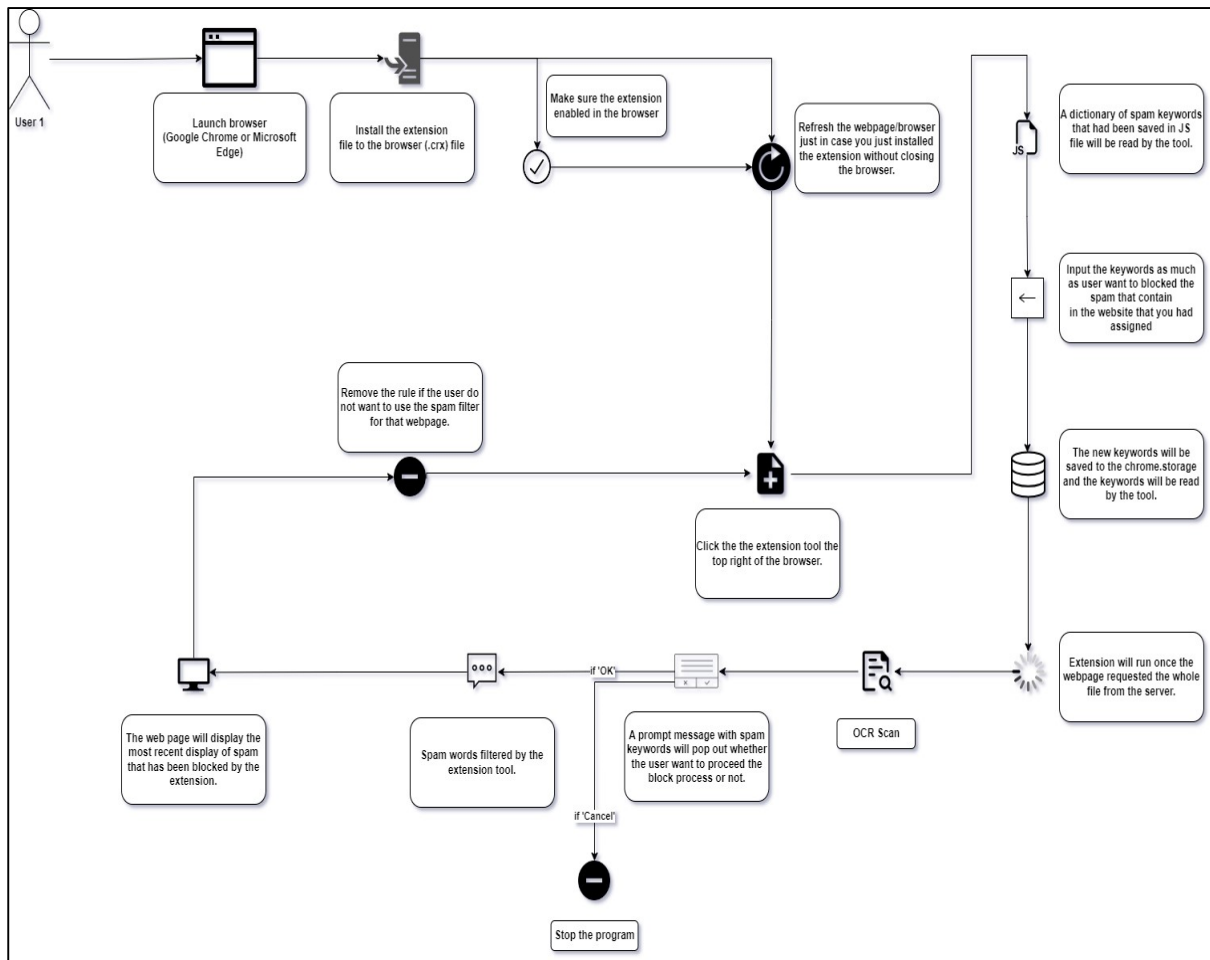 User 1
Launch browser
(Google Chrome or Microsoft
Edge)
Install the extension
file to the browser (.crx) file
Make sure the extension
enabled in the browser
Refresh the webpage/browser
just in case you just installed
the extension without closing
the browser.
JS
A dictionary of spam keywords
that had been saved in JS
file will be read by the tool.
Input the keywords as much
as user want to blocked the
spam that contain
in the website that you had
assigned
Remove the rule if the user do
not want to use the spam filter
for that webpage.
The new keywords will be
saved to the chrome.storage
and the keywords will be read
by the tool.
Click the the extension tool the
top right of the browser.
Extension will run once the
webpage requested the whole
file from the server.
OCR Scan
if 'OK'
A prompt message with spam
keywords will pop out whether
the user want to proceed the
block process or not.
Spam words filtered by the
extension tool.
The web page will display the
most recent display of spam
that has been blocked by the
extension.
if 'Cancel'
Stop the program